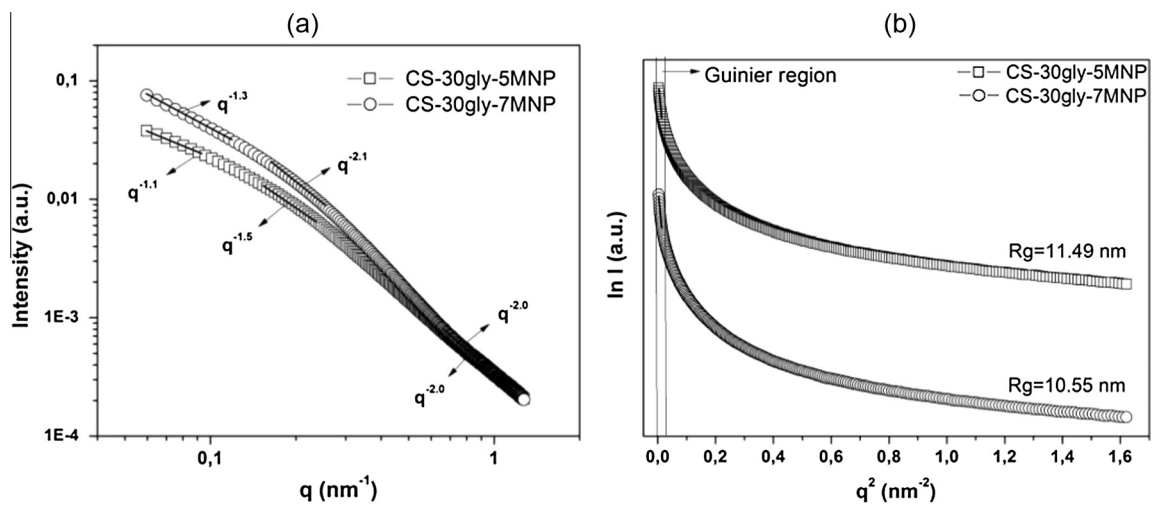 (a)
CS-30gly-5MNP
CS-30gly-7MNP
0,1
0,01
1E-3
1E-4
Intensity (a.u.)
q^-1.3
q^-2.1
q^-1.1
q^-1.5
q^-2.0
q^-2.0
0,1 1
q (nm^-1)
(b)
Guinier region
CS-30gly-5MNP
CS-30gly-7MNP
ln I (a.u.)
Rg=11.49 nm
Rg=10.55 nm
0,0 0,2 0,4 0,6 0,8 1,0 1,2 1,4 1,6
q^2 (nm^-2)